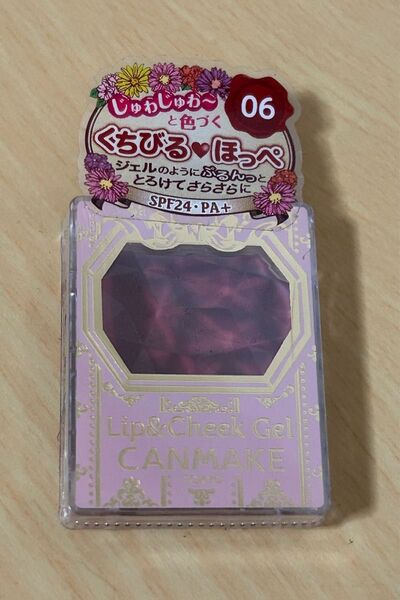 じゅわじゅわ〜
と色づく
06
くちびる♥ほっぺ
ジェルのようにぷるんっと
とろけてさらさらに
SPF24・PA+
Lip&Cheek Gel
CANMAKE
TOKYO